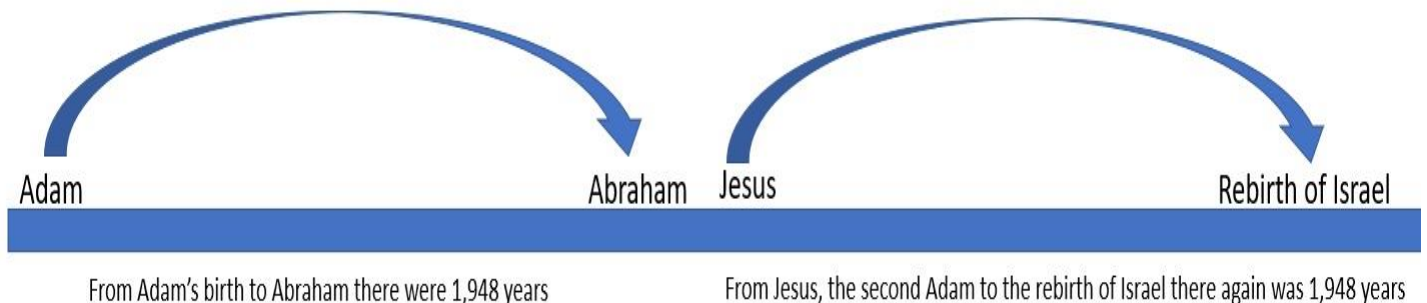 Adam
Abraham
Jesus
Rebirth of Israel
From Adam’s birth to Abraham there were 1,948 years
From Jesus, the second Adam to the rebirth of Israel there again was 1,948 years